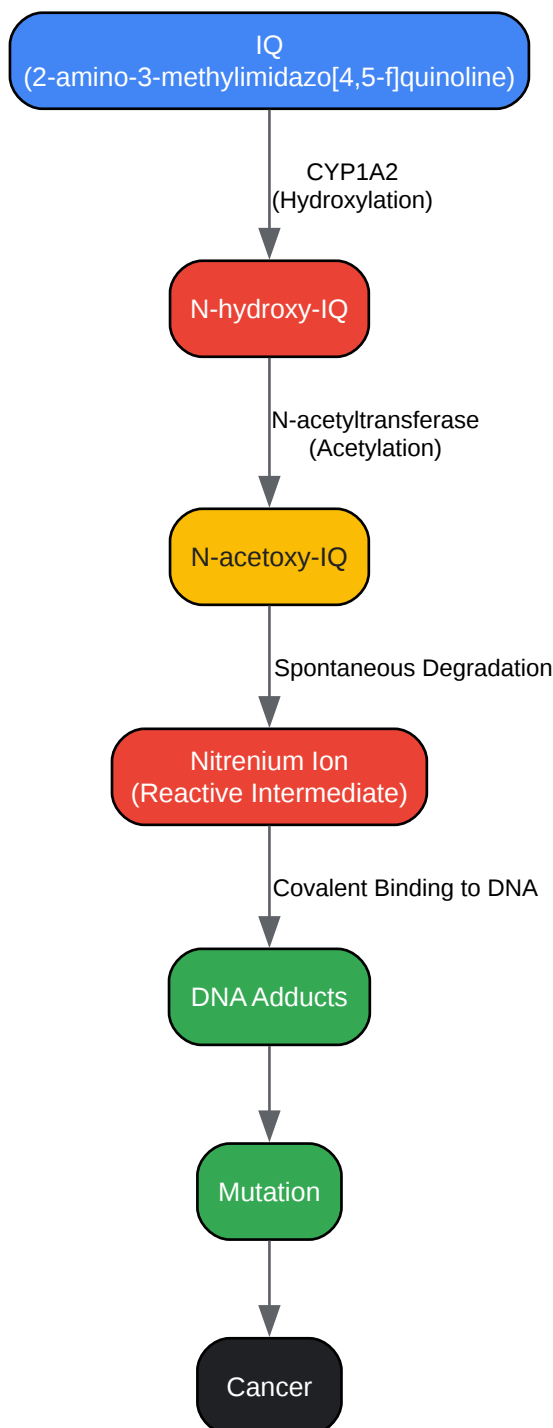 IQ
(2-amino-3-methylimidazo[4,5-f]quinoline)
CYP1A2
(Hydroxylation)
N-hydroxy-IQ
N-acetyltransferase
(Acetylation)
N-acetoxy-IQ
Spontaneous Degradation
Nitrenium Ion
(Reactive Intermediate)
Covalent Binding to DNA
DNA Adducts
Mutation
Cancer